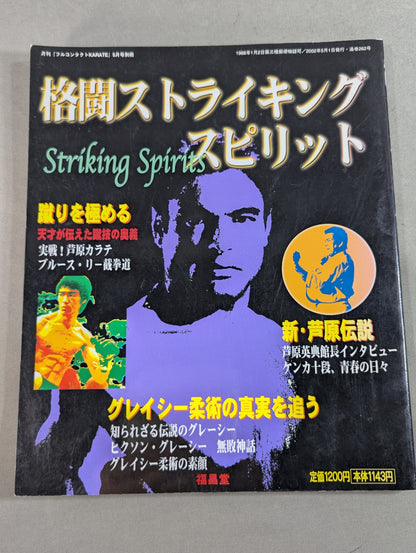 月刊「フルコンタクトKARATE」5月号別冊
1988年1月2日第三種郵便物認可／2002年5月1日発行・通巻262号
格闘ストライキング
スピリット
Striking Spirits
蹴りを極める
天才が伝えた蹴技の奥義
実戦！芦原カラテ
ブルース・リー截拳道
新・芦原伝説
芦原英典館長インタビュー
ケンカ十段、青春の日々
グレイシー柔術の真実を追う
知られざる伝説のグレーシー
ヒクソン・グレーシー 無敗神話
グレイシー柔術の素顔
福昌堂
定価1200円 本体1143円